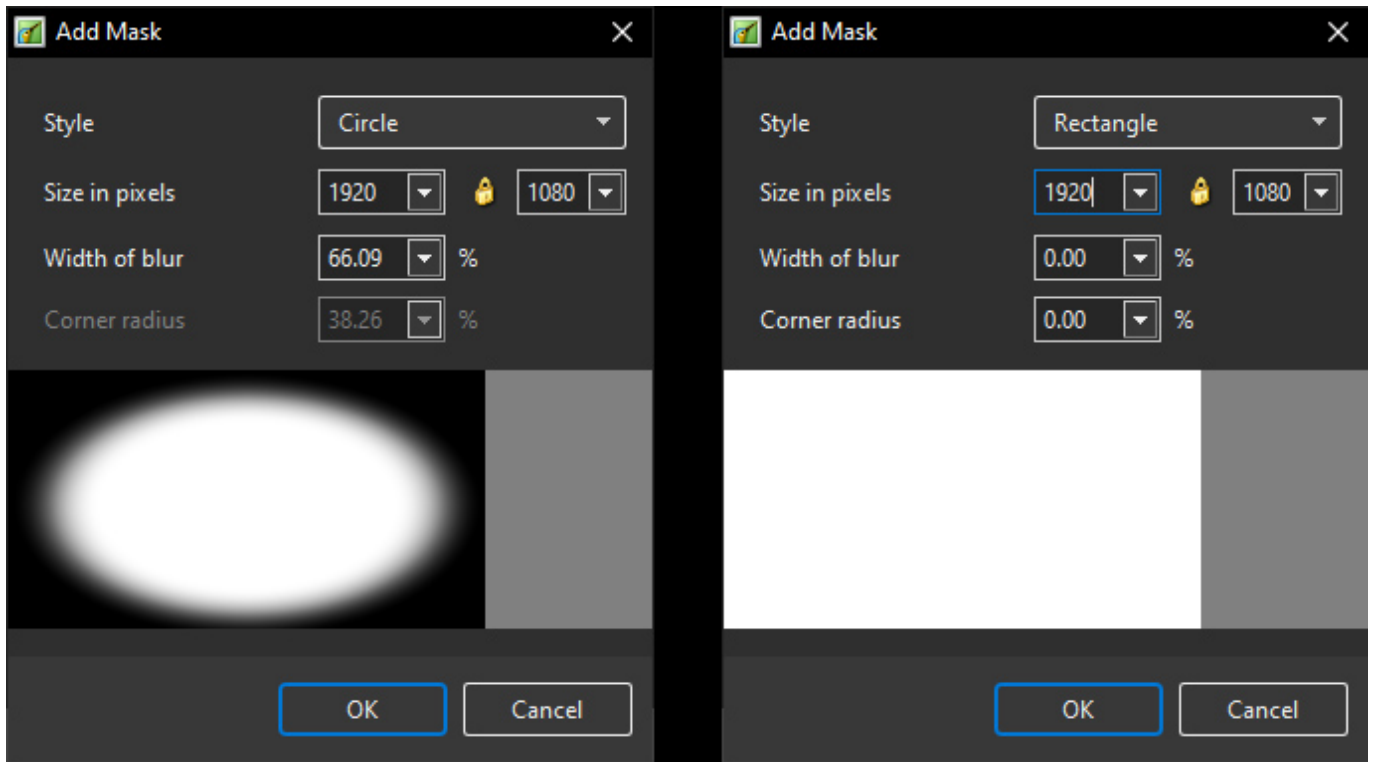 Add Mask
Style Circle
Size in pixels 1920 1080
Width of blur 66.09 %
Corner radius 38.26 %
OK Cancel
Add Mask
Style Rectangle
Size in pixels 1920 1080
Width of blur 0.00 %
Corner radius 0.00 %
OK Cancel